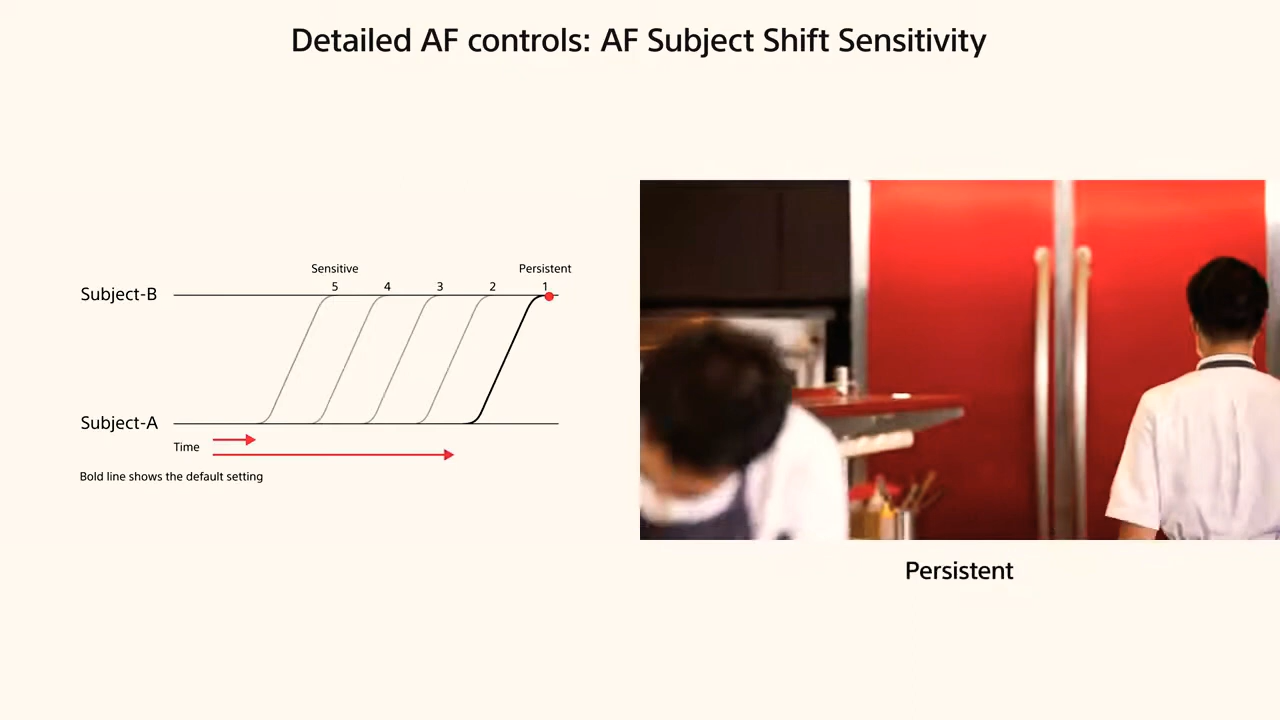 Detailed AF controls: AF Subject Shift Sensitivity
Sensitive Persistent
5 4 3 2 1
Subject-B
Subject-A
Time
Bold line shows the default setting
Persistent